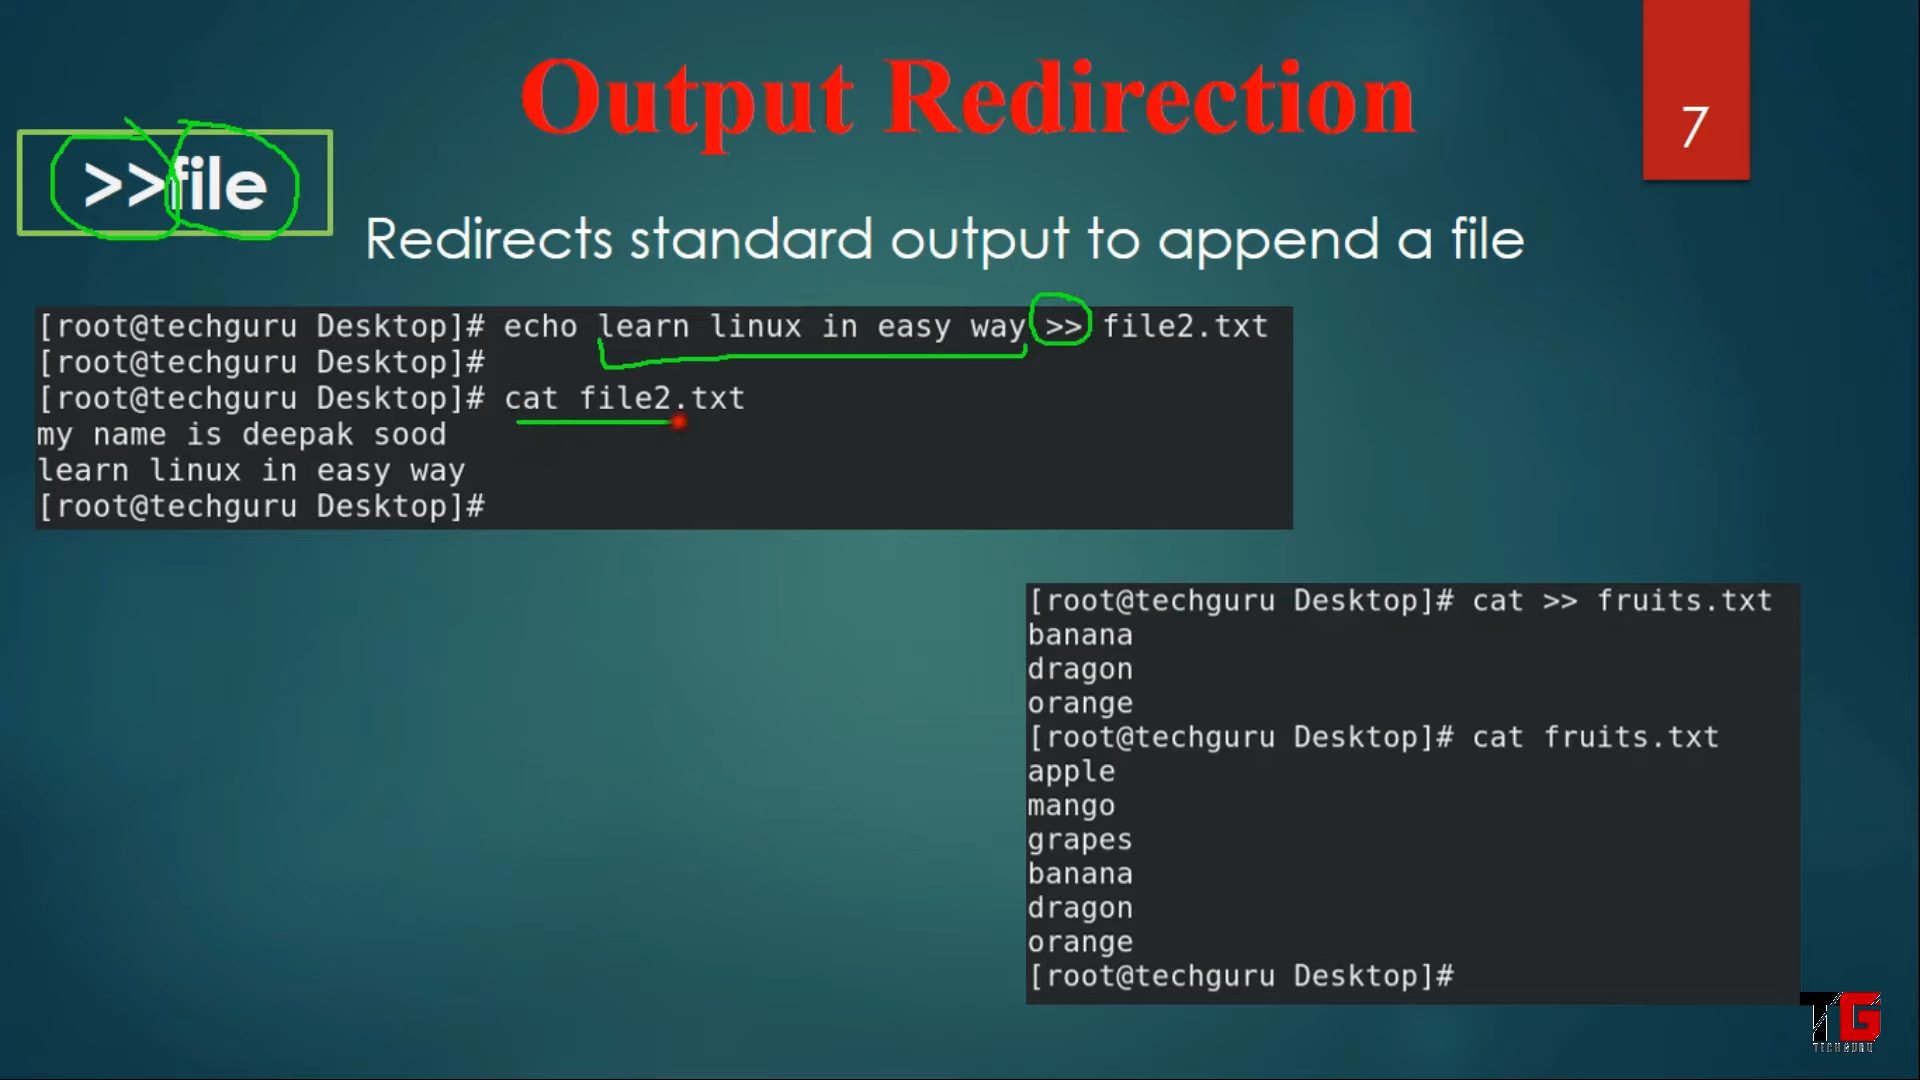 Output Redirection
7
>>file
Redirects standard output to append a file
[root@techguru Desktop]# echo learn linux in easy way >> file2.txt
[root@techguru Desktop]#
[root@techguru Desktop]# cat file2.txt
my name is deepak sood
learn linux in easy way
[root@techguru Desktop]#
[root@techguru Desktop]# cat >> fruits.txt
banana
dragon
orange
[root@techguru Desktop]# cat fruits.txt
apple
mango
grapes
banana
dragon
orange
[root@techguru Desktop]#
TG
TECHGURU